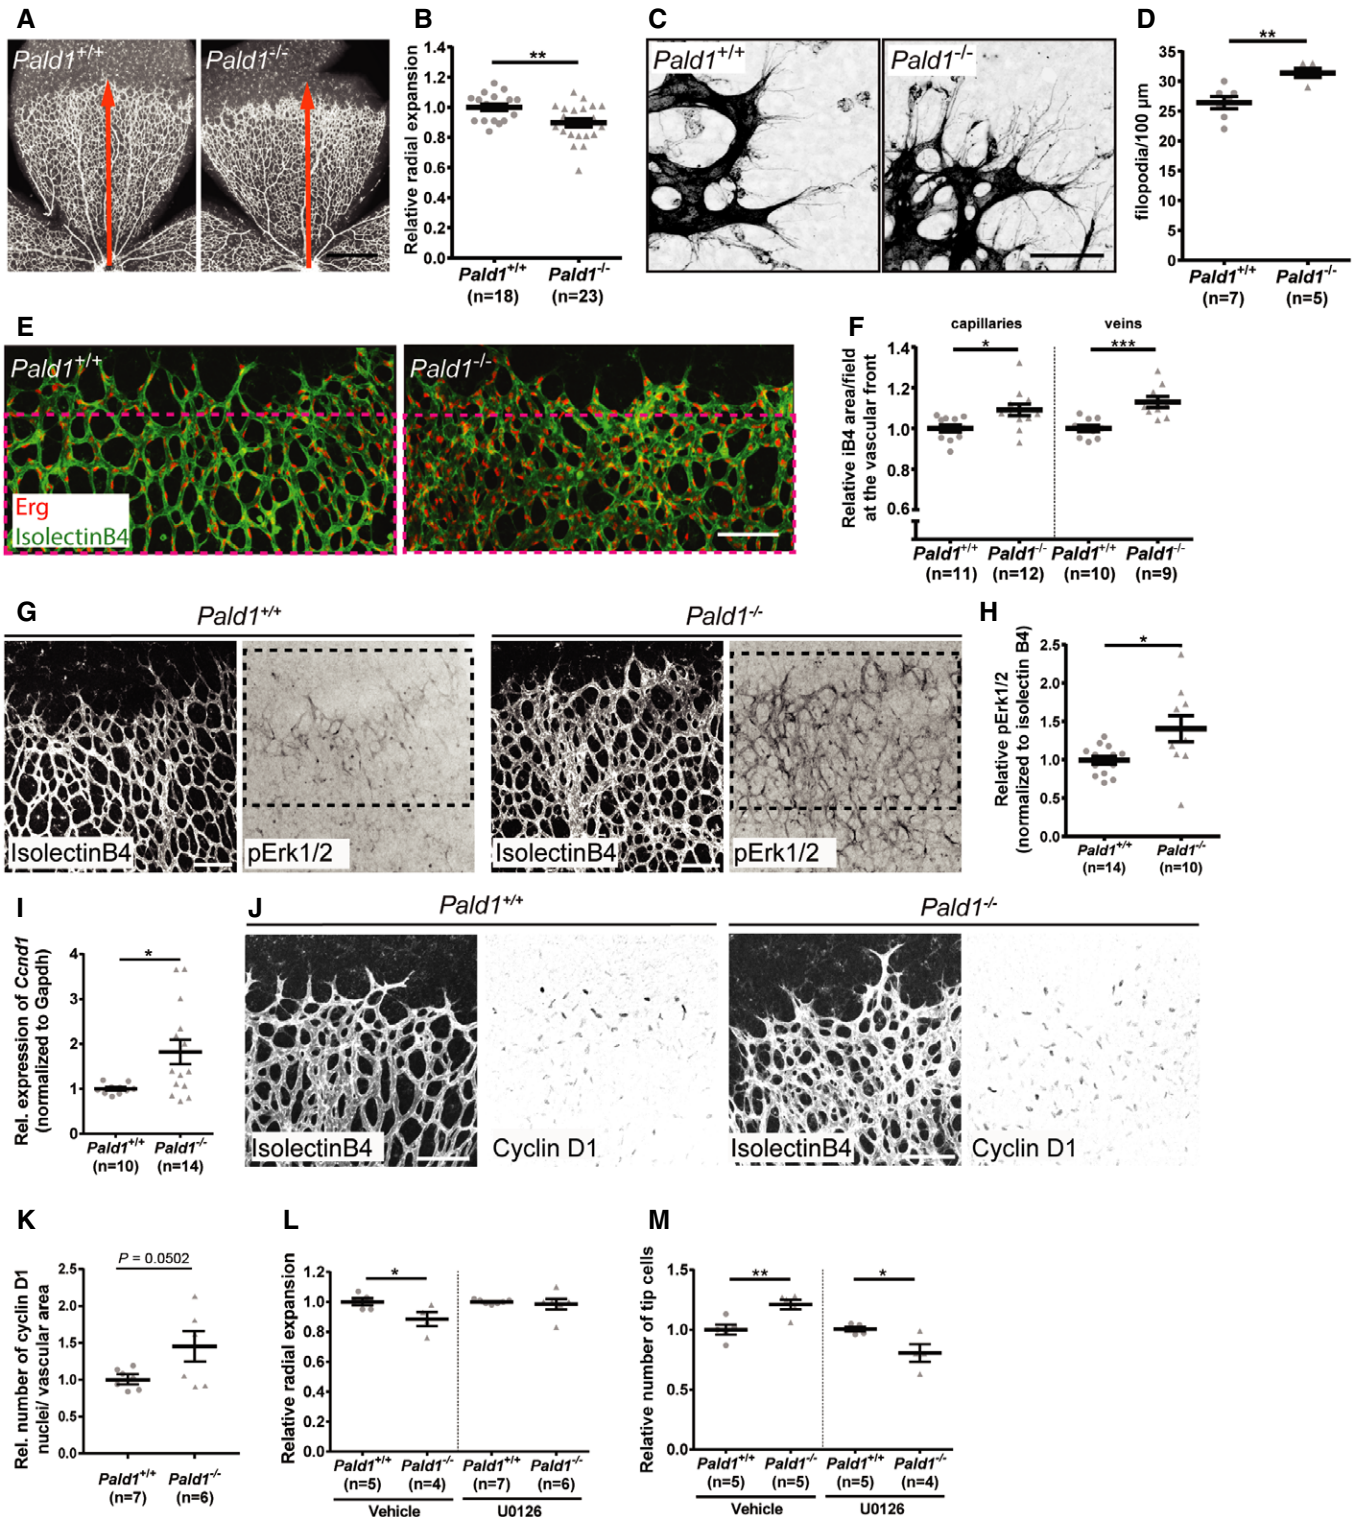 A
Pald1+/+
Pald1-/-
B
Relative radial expansion
1.4
1.2
1.0
0.8
0.6
0.4
0.2
0.0
**
Pald1+/+
(n=18)
Pald1-/-
(n=23)
C
Pald1+/+
Pald1-/-
D
filopodia/100 µm
35
30
25
20
15
10
5
0
**
Pald1+/+
(n=7)
Pald1-/-
(n=5)
E
Pald1+/+
Erg
IsolectinB4
Pald1-/-
F
capillaries
veins
Relative iB4 area/field
at the vascular front
1.4
1.2
1.0
0.8
0.6
*
***
Pald1+/+
(n=11)
Pald1-/-
(n=12)
Pald1+/+
(n=10)
Pald1-/-
(n=9)
G
Pald1+/+
IsolectinB4
pErk1/2
Pald1-/-
IsolectinB4
pErk1/2
H
Relative pErk1/2
(normalized to isolectin B4)
2.5
2.0
1.5
1.0
0.5
0.0
*
Pald1+/+
(n=14)
Pald1-/-
(n=10)
I
Rel. expression of Ccnd1
(normalized to Gapdh)
4
3
2
1
0
*
Pald1+/+
(n=10)
Pald1-/-
(n=14)
J
Pald1+/+
IsolectinB4
Cyclin D1
Pald1-/-
IsolectinB4
Cyclin D1
K
Rel. number of cyclin D1
nuclei/ vascular area
P = 0.0502
2.5
2.0
1.5
1.0
0.5
0.0
Pald1+/+
(n=7)
Pald1-/-
(n=6)
L
Relative radial expansion
1.2
1.0
0.8
0.6
0.4
0.2
0.0
*
Pald1+/+
(n=5)
Pald1-/-
(n=4)
Pald1+/+
(n=7)
Pald1-/-
(n=6)
Vehicle
U0126
M
Relative number of tip cells
1.5
1.0
0.5
0.0
**
*
Pald1+/+
(n=5)
Pald1-/-
(n=5)
Pald1+/+
(n=5)
Pald1-/-
(n=4)
Vehicle
U0126